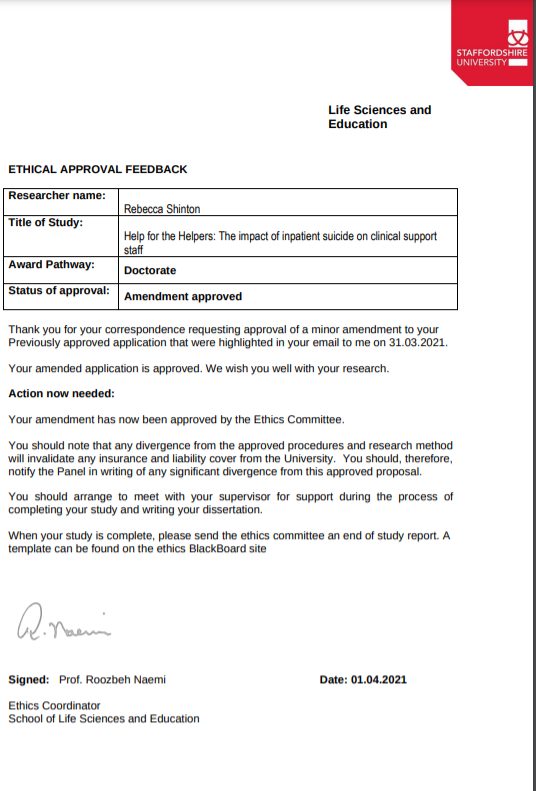 STAFFORDSHIRE
UNIVERSITY
Life Sciences and
Education
ETHICAL APPROVAL FEEDBACK
Researcher name:
Rebecca Shinton
Title of Study:
Help for the Helpers: The impact of inpatient suicide on clinical support
staff
Award Pathway:
Doctorate
Status of approval:
Amendment approved
Thank you for your correspondence requesting approval of a minor amendment to your
Previously approved application that were highlighted in your email to me on 31.03.2021.
Your amended application is approved. We wish you well with your research.
Action now needed:
Your amendment has now been approved by the Ethics Committee.
You should note that any divergence from the approved procedures and research method
will invalidate any insurance and liability cover from the University. You should, therefore,
notify the Panel in writing of any significant divergence from this approved proposal.
You should arrange to meet with your supervisor for support during the process of
completing your study and writing your dissertation.
When your study is complete, please send the ethics committee an end of study report. A
template can be found on the ethics BlackBoard site
R. Naemi
Signed: Prof. Roozbeh Naemi Date: 01.04.2021
Ethics Coordinator
School of Life Sciences and Education